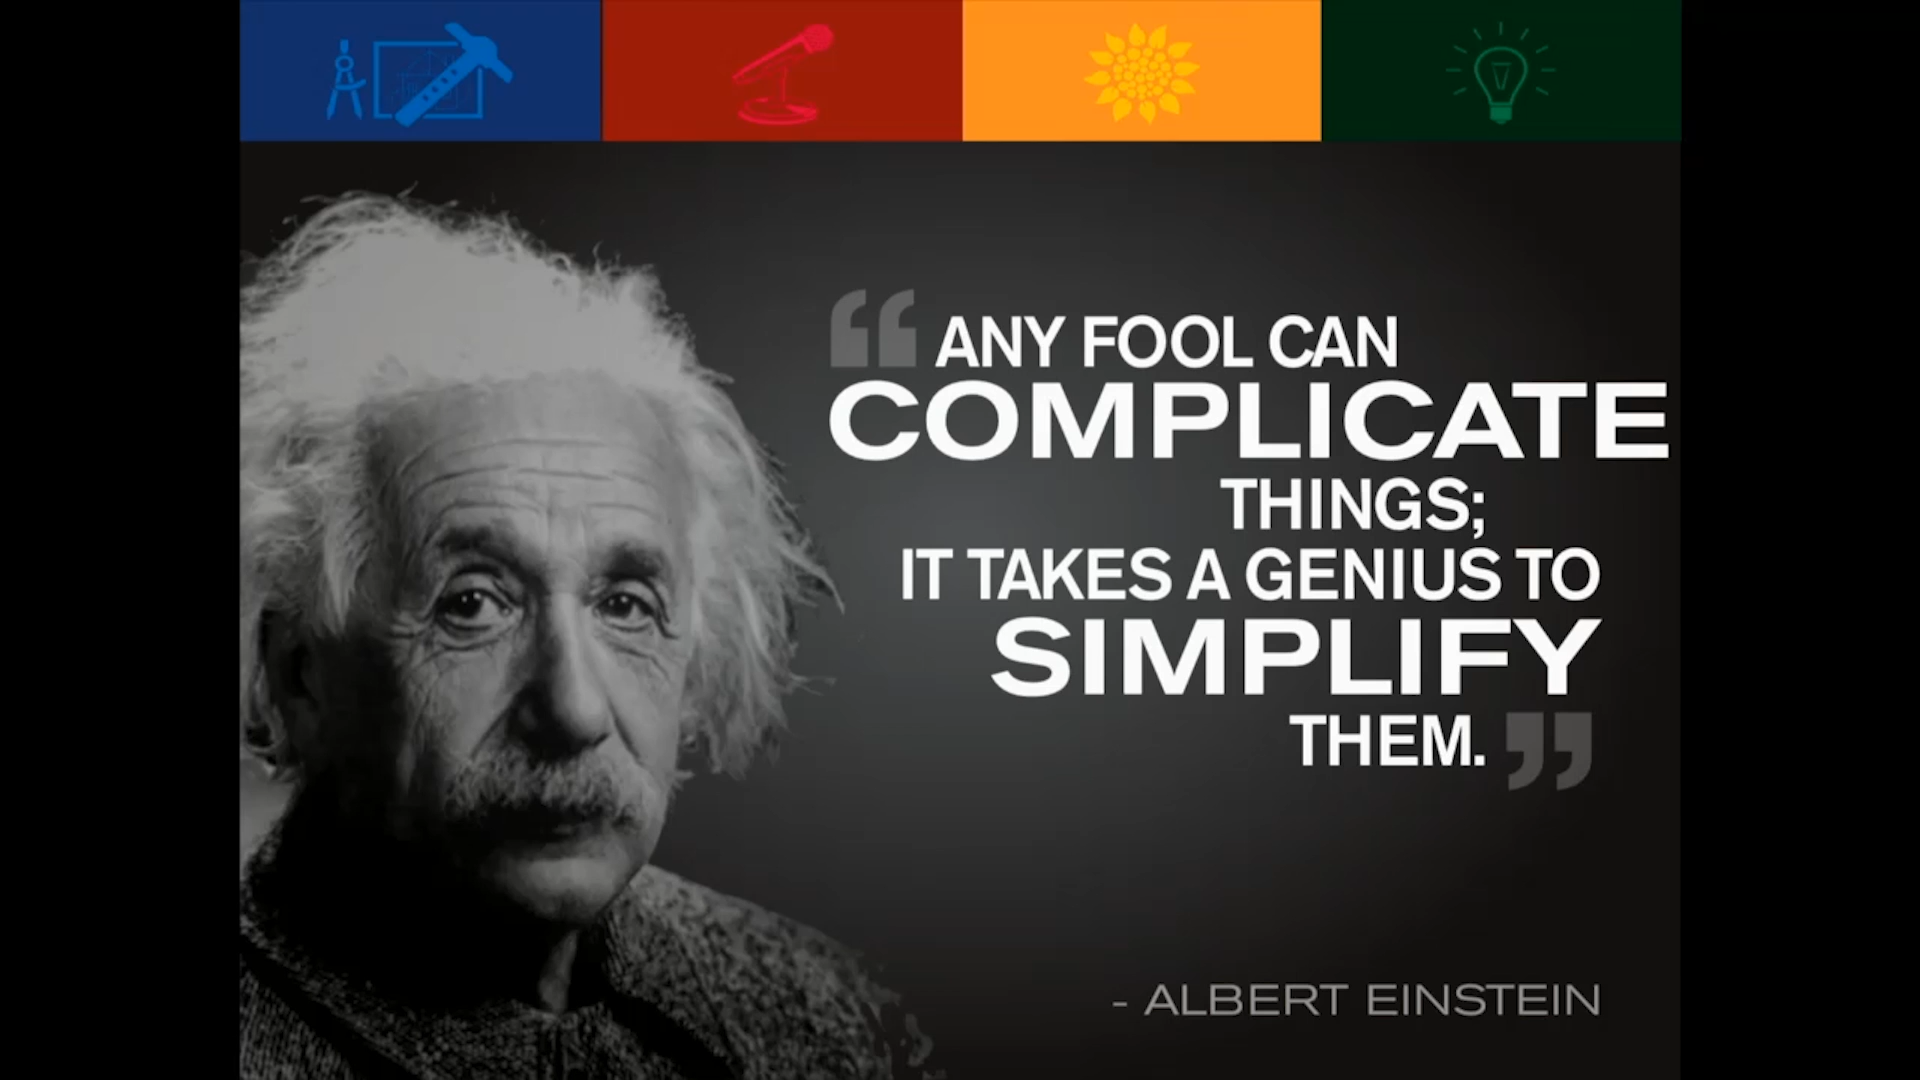 “ ANY FOOL CAN
COMPLICATE
THINGS;
IT TAKES A GENIUS TO
SIMPLIFY
THEM. ”
- ALBERT EINSTEIN